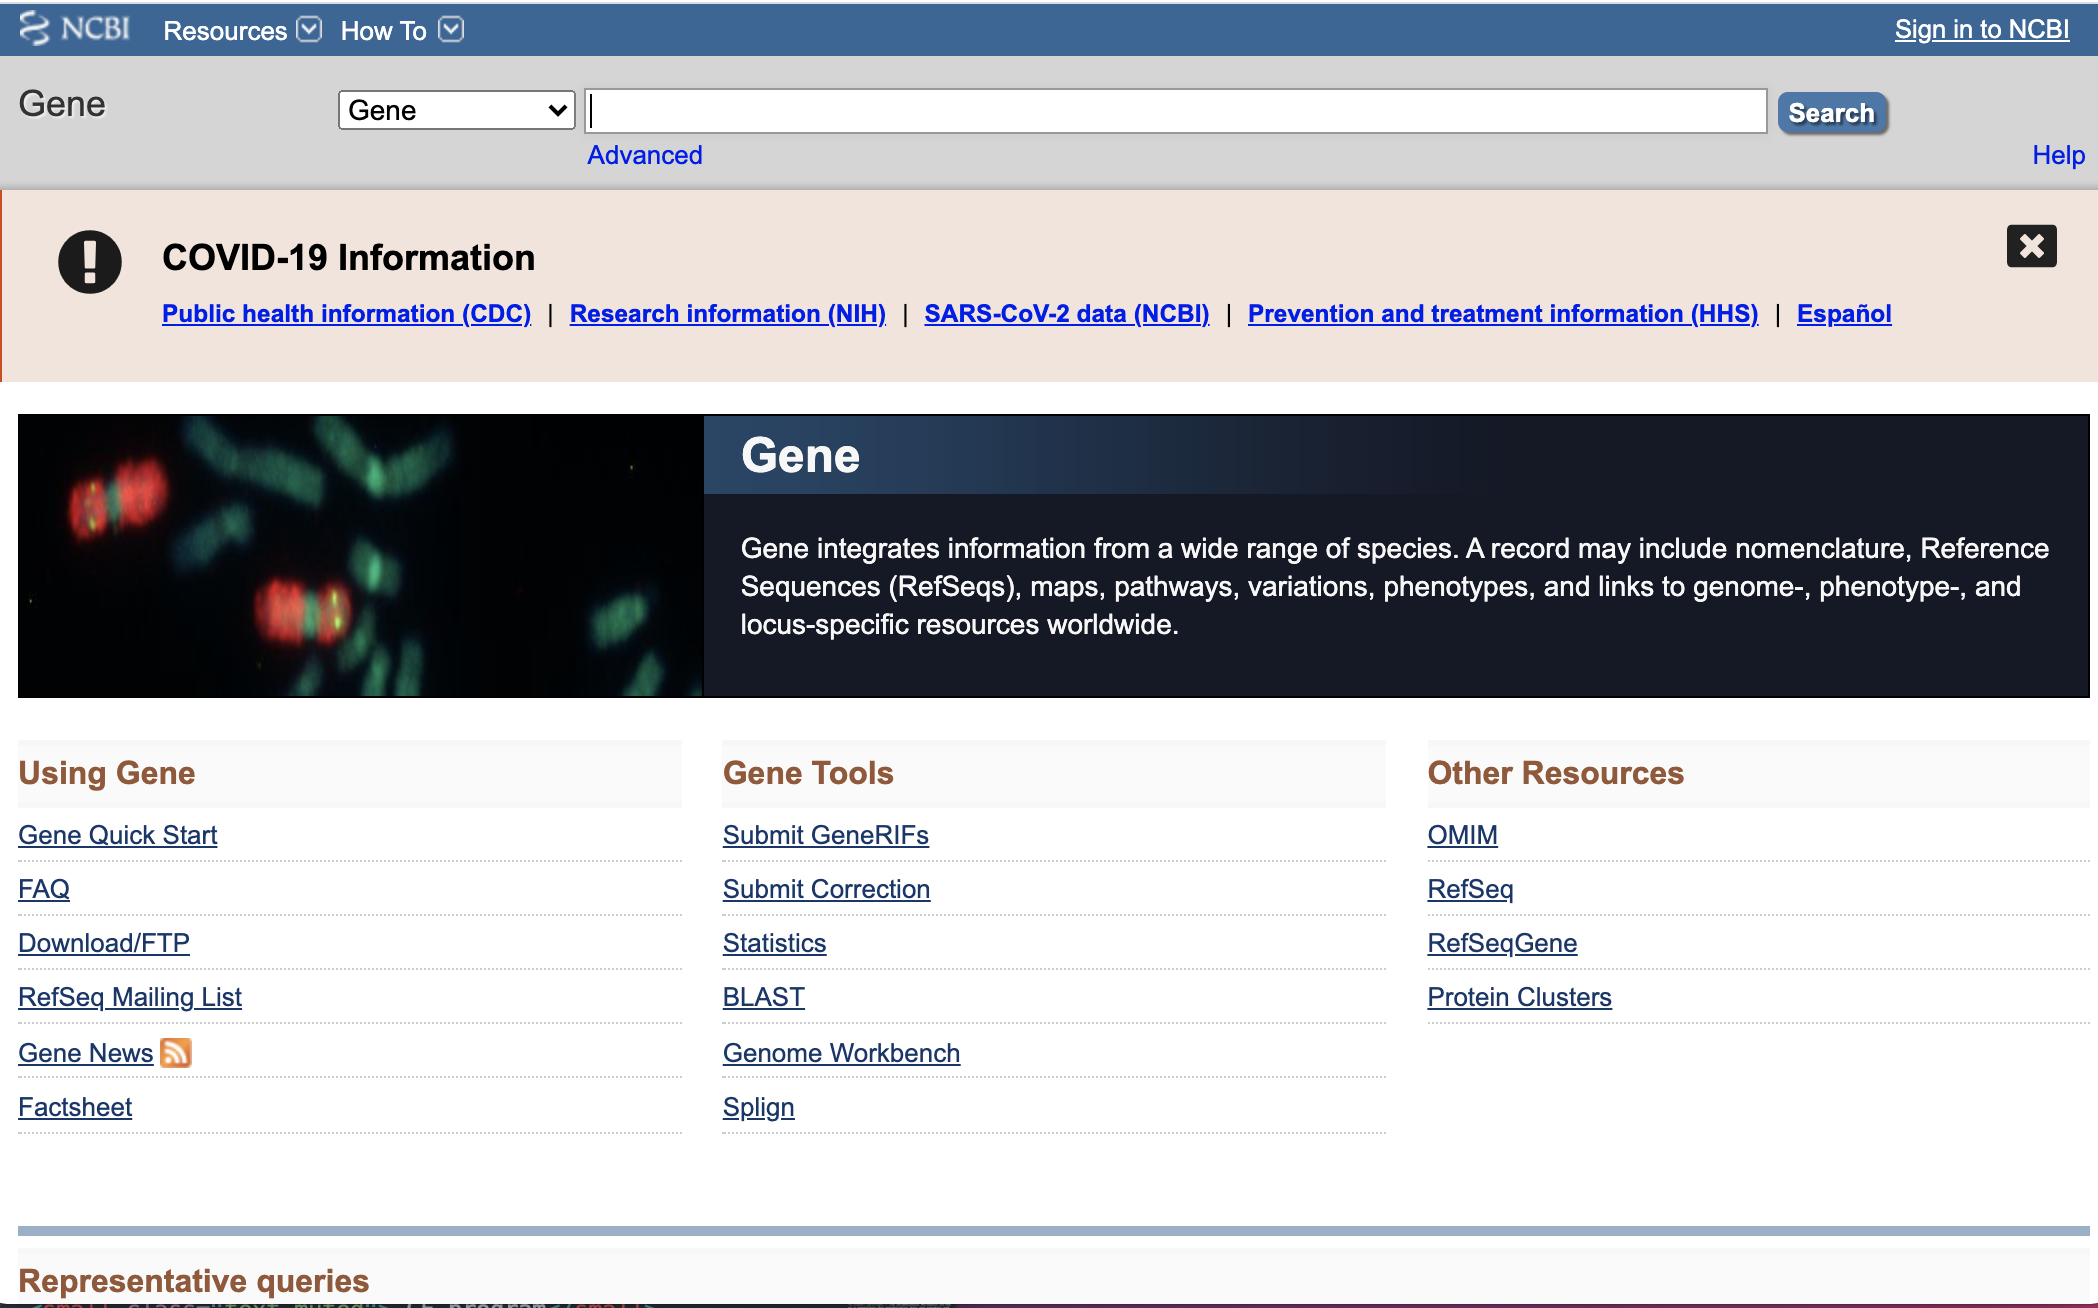 NCBI Resources How To Sign in to NCBI
Gene Gene Search
Advanced Help
COVID-19 Information
Public health information (CDC) | Research information (NIH) | SARS-CoV-2 data (NCBI) | Prevention and treatment information (HHS) | Español
Gene
Gene integrates information from a wide range of species. A record may include nomenclature, Reference
Sequences (RefSeqs), maps, pathways, variations, phenotypes, and links to genome-, phenotype-, and
locus-specific resources worldwide.
Using Gene
Gene Quick Start
FAQ
Download/FTP
RefSeq Mailing List
Gene News
Factsheet
Gene Tools
Submit GeneRIFs
Submit Correction
Statistics
BLAST
Genome Workbench
Splign
Other Resources
OMIM
RefSeq
RefSeqGene
Protein Clusters
Representative queries